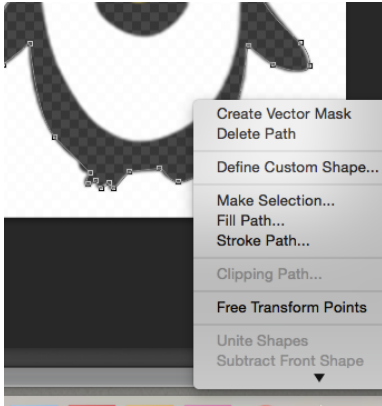 Create Vector Mask
Delete Path
Define Custom Shape...
Make Selection...
Fill Path...
Stroke Path...
Clipping Path...
Free Transform Points
Unite Shapes
Subtract Front Shape